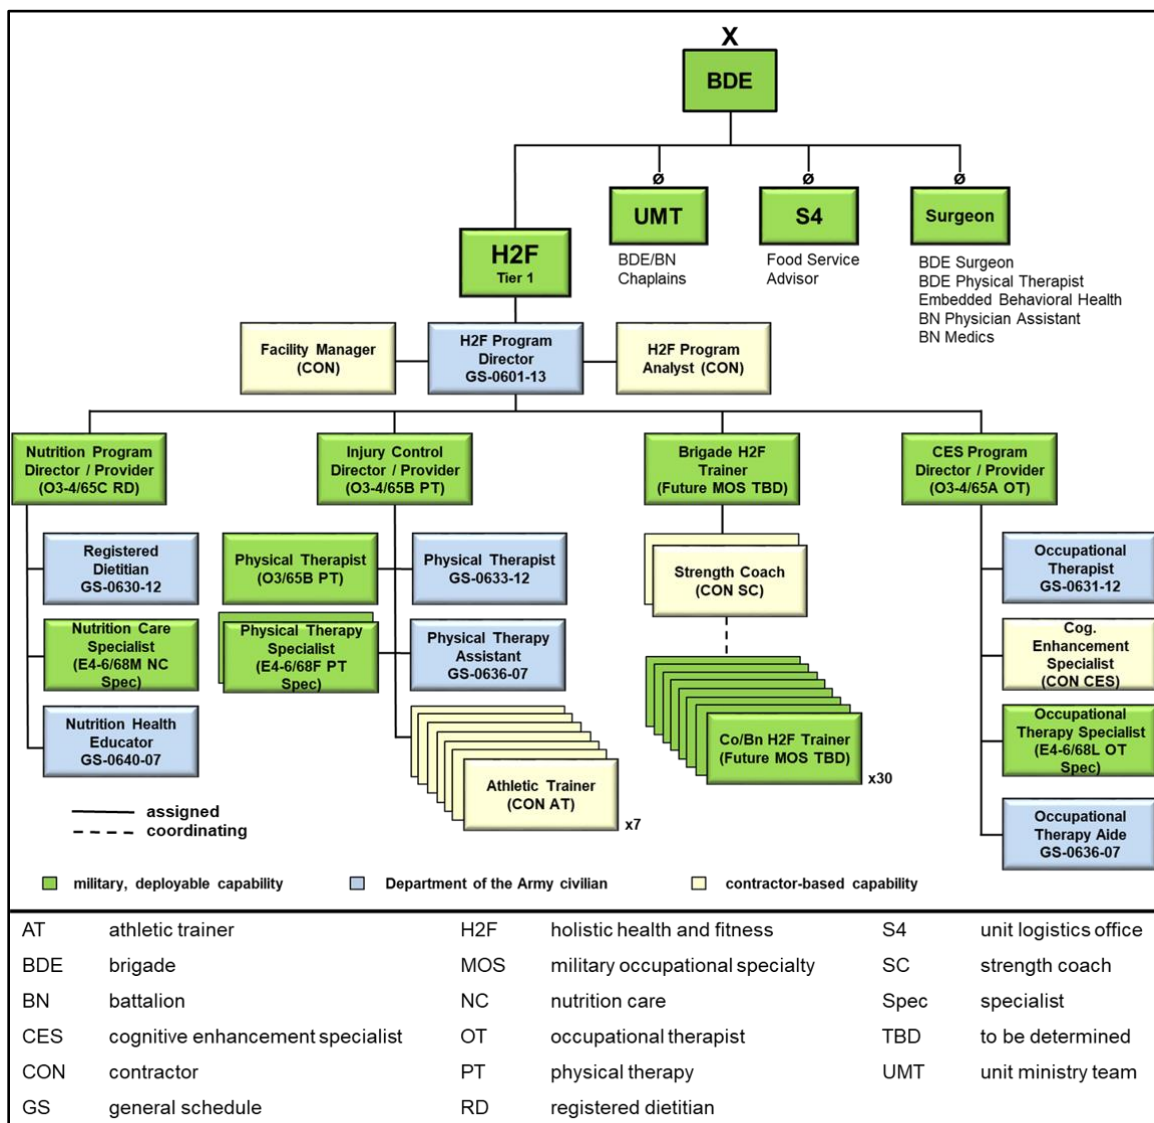 X
BDE
Ø
Ø
Ø
UMT
S4
Surgeon
H2F
Tier 1
BDE/BN
Chaplains
Food Service
Advisor
BDE Surgeon
BDE Physical Therapist
Embedded Behavioral Health
BN Physician Assistant
BN Medics
Facility Manager
(CON)
H2F Program
Director
GS-0601-13
H2F Program
Analyst (CON)
Nutrition Program
Director / Provider
(O3-4/65C RD)
Injury Control
Director / Provider
(O3-4/65B PT)
Brigade H2F
Trainer
(Future MOS TBD)
CES Program
Director / Provider
(O3-4/65A OT)
Registered
Dietitian
GS-0630-12
Nutrition Care
Specialist
(E4-6/68M NC
Spec)
Nutrition Health
Educator
GS-0640-07
Physical Therapist
(O3/65B PT)
Physical Therapy
Specialist
(E4-6/68F PT
Spec)
Physical Therapist
GS-0633-12
Physical Therapy
Assistant
GS-0636-07
Athletic Trainer
(CON AT)
x7
Strength Coach
(CON SC)
Co/Bn H2F Trainer
(Future MOS TBD)
x30
Occupational
Therapist
GS-0631-12
Cog.
Enhancement
Specialist
(CON CES)
Occupational
Therapy Specialist
(E4-6/68L OT
Spec)
Occupational
Therapy Aide
GS-0636-07
assigned
coordinating
military, deployable capability
Department of the Army civilian
contractor-based capability
AT athletic trainer
BDE brigade
BN battalion
CES cognitive enhancement specialist
CON contractor
GS general schedule
H2F holistic health and fitness
MOS military occupational specialty
NC nutrition care
OT occupational therapist
PT physical therapy
RD registered dietitian
S4 unit logistics office
SC strength coach
Spec specialist
TBD to be determined
UMT unit ministry team